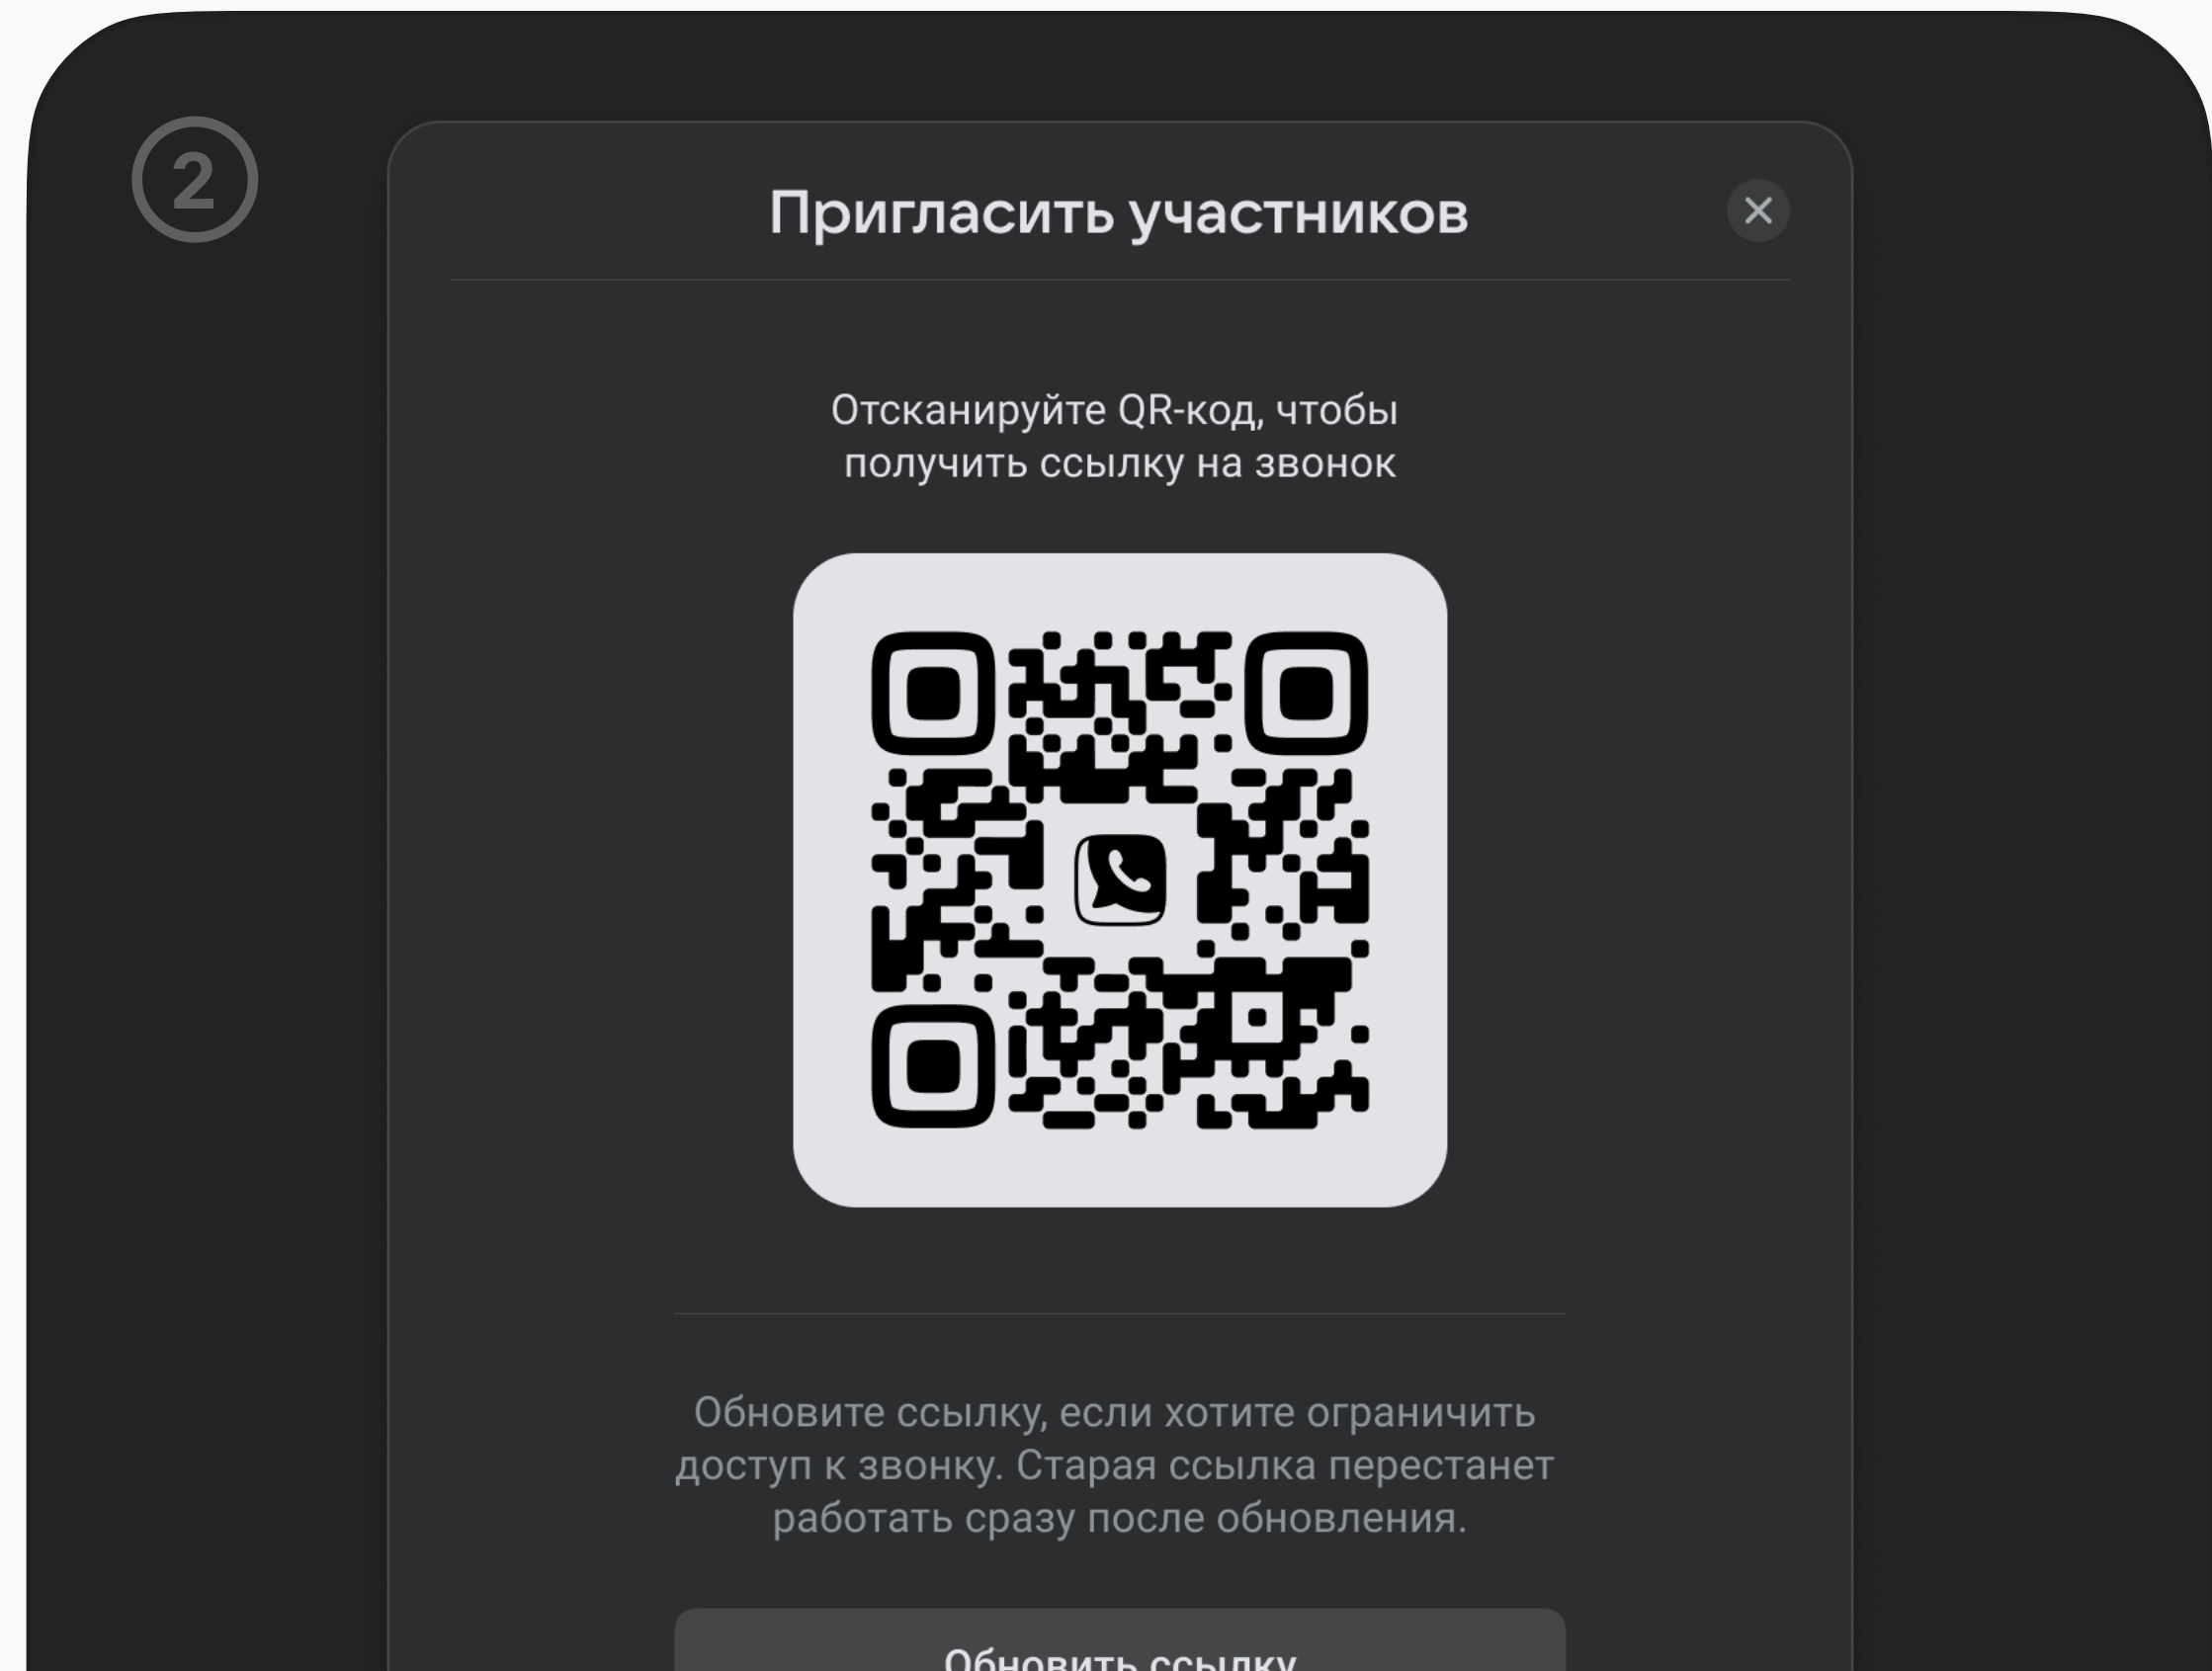 2
Пригласить участников
Отсканируйте QR-код, чтобы
получить ссылку на звонок
Обновите ссылку, если хотите ограничить
доступ к звонку. Старая ссылка перестанет
работать сразу после обновления.
Обновить ссылку